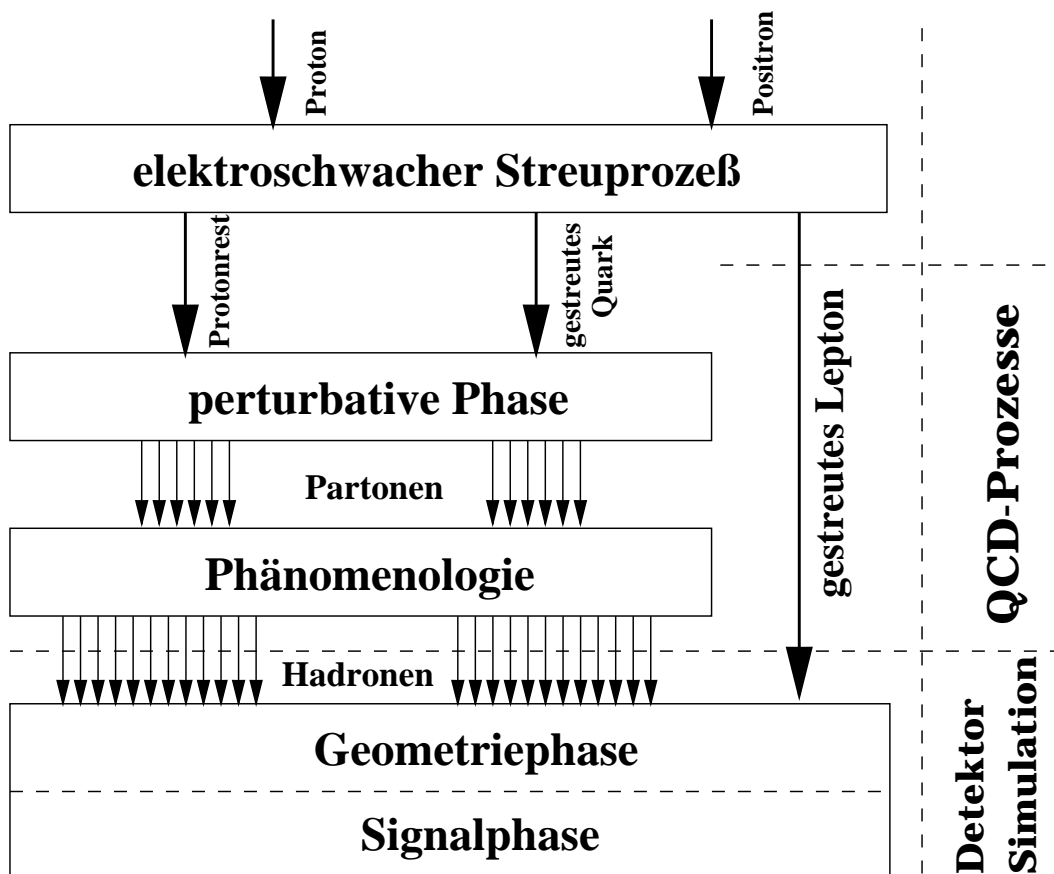 Proton
Positron
elektroschwacher Streuprozeß
Protonrest
gestreutes
Quark
perturbative Phase
gestreutes Lepton
QCD-Prozesse
Partonen
Phänomenologie
Hadronen
Geometriephase
Signalphase
Detektor
Simulation